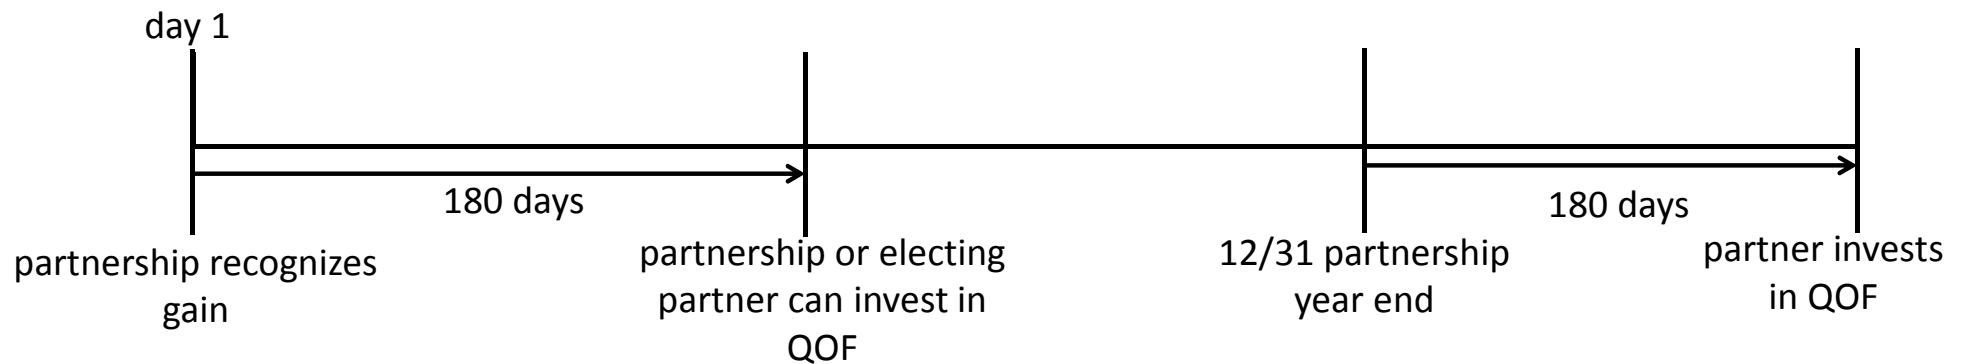 day 1
180 days
180 days
partnership recognizes
gain
partnership or electing
partner can invest in
QOF
12/31 partnership
year end
partner invests
in QOF